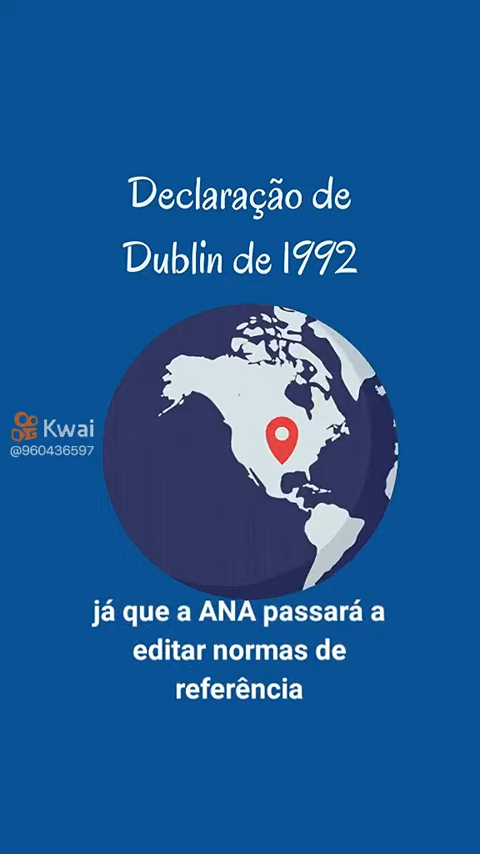 Declaração de
Dublin de 1992
Kwai
@960436597
já que a ANA passará a
editar normas de
referência